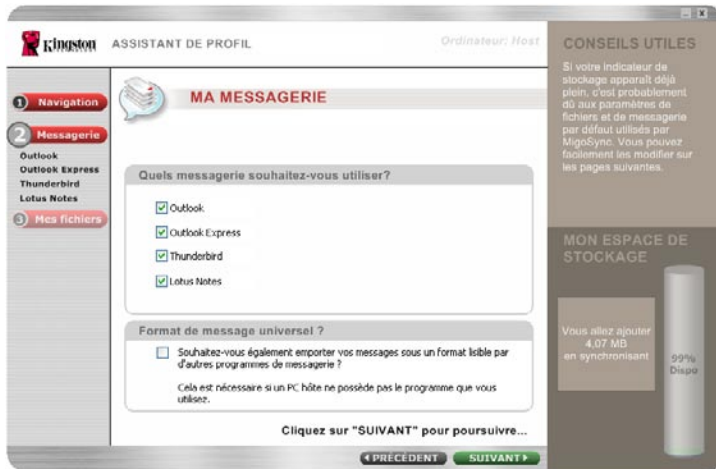 Kingston
TECHNOLOGY
ASSISTANT DE PROFIL
Ordinateur: Host
1 Navigation
2 Messagerie
Outlook
Outlook Express
Thunderbird
Lotus Notes
3 Mes fichiers
MA MESSAGERIE
Quels messagerie souhaitez-vous utiliser?
Outlook
Outlook Express
Thunderbird
Lotus Notes
Format de message universel ?
Souhaitez-vous également emporter vos messages sous un format lisible par
d'autres programmes de messagerie ?
Cela est nécessaire si un PC hôte ne possède pas le programme que vous
utilisez.
Cliquez sur "SUIVANT" pour poursuivre...
PRÉCÉDENT
SUIVANT
CONSEILS UTILES
Si votre indicateur de
stockage apparaît déjà
plein, c'est probablement
dû aux paramètres de
fichiers et de messagerie
par défaut utilisés par
MigoSync. Vous pouvez
facilement les modifier sur
les pages suivantes.
MON ESPACE DE
STOCKAGE
Vous allez ajouter
4,07 MB
en synchronisant
99%
Dispo